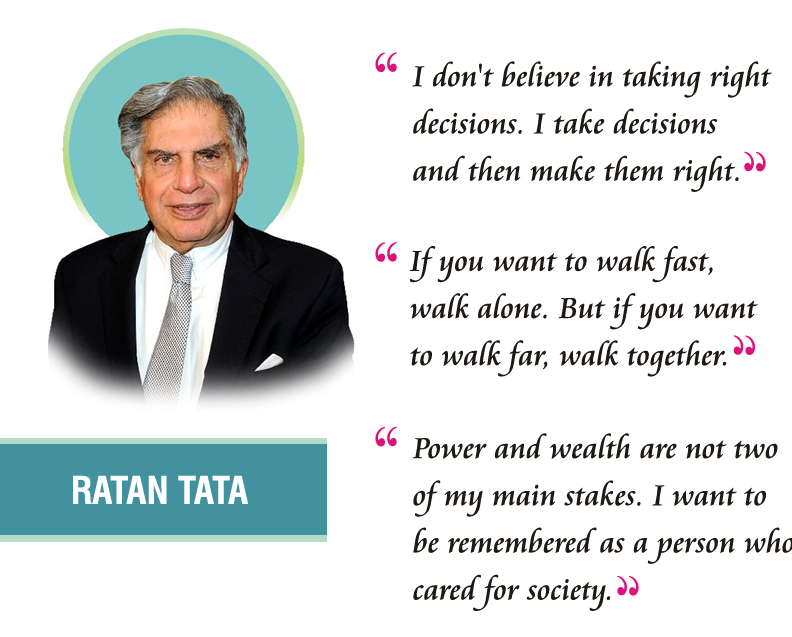 “ I don't believe in taking right
decisions. I take decisions
and then make them right.”
“ If you want to walk fast,
walk alone. But if you want
to walk far, walk together.”
“ Power and wealth are not two
of my main stakes. I want to
be remembered as a person who
cared for society.”
RATAN TATA